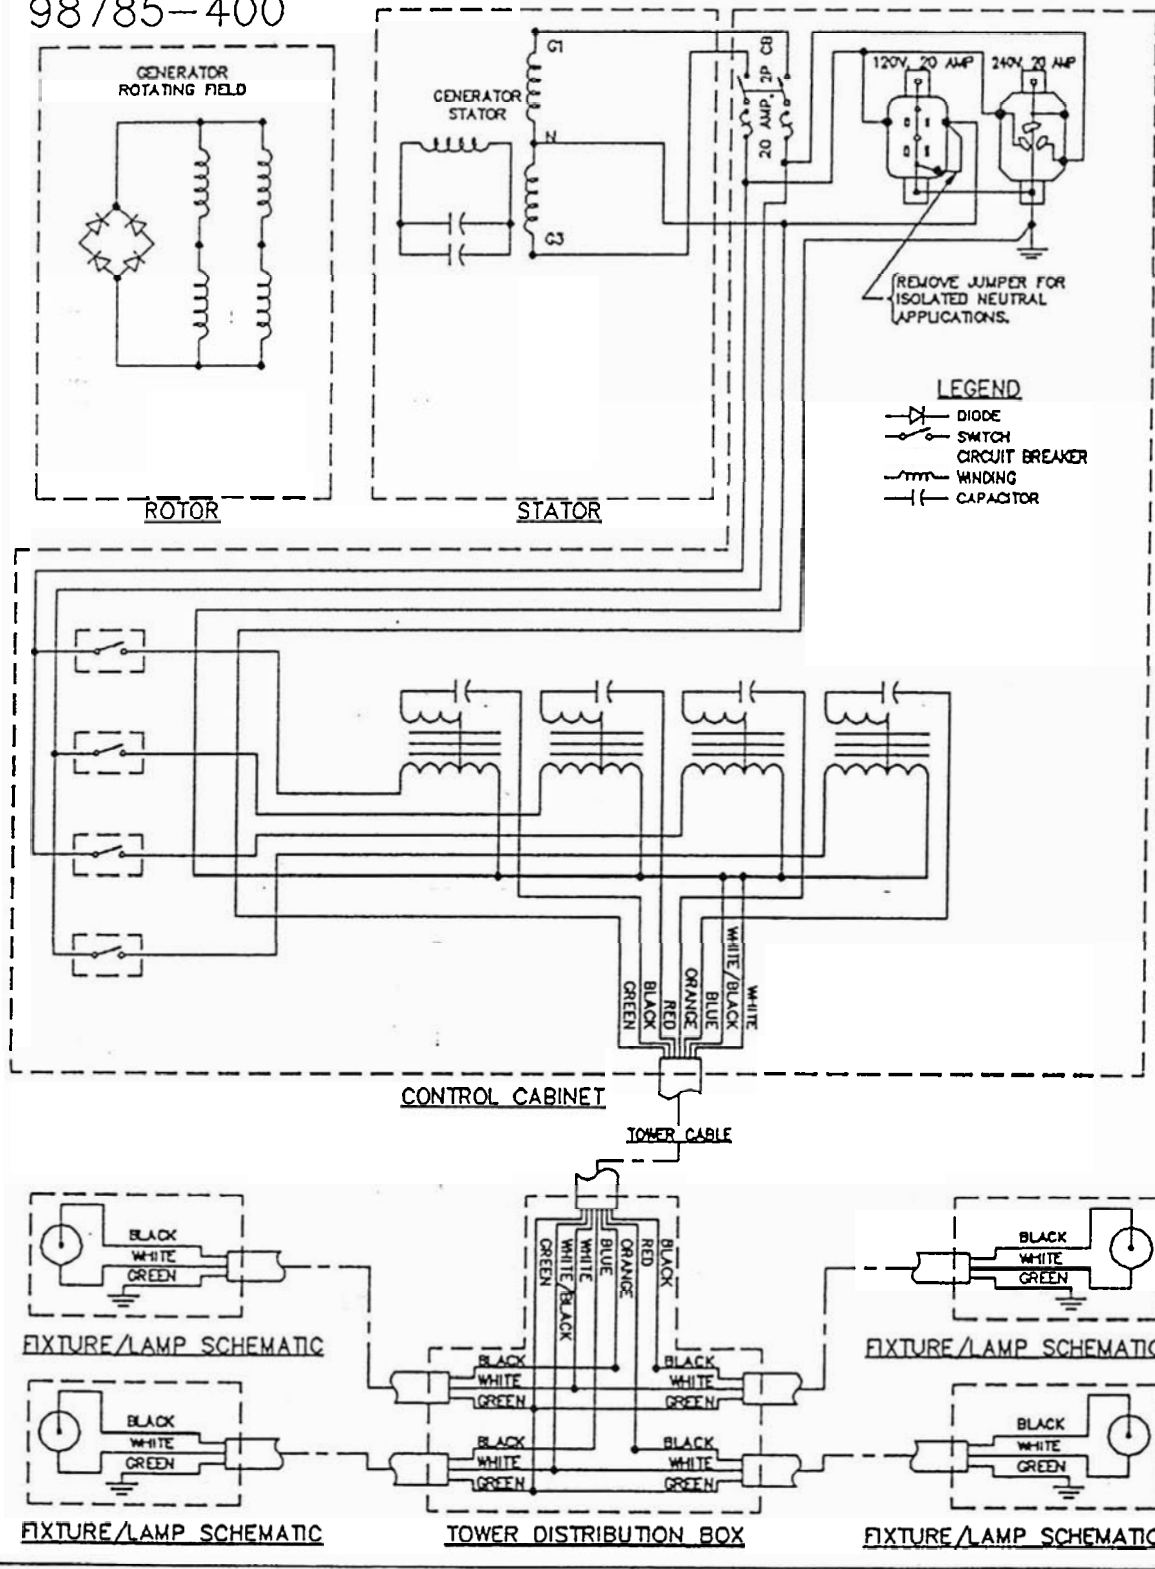 98785-400
GENERATOR
ROTATING FIELD
ROTOR
G1
GENERATOR
STATOR
N
G3
STATOR
20 AMP. 2P CB
120V, 20 AMP
240V, 20 AMP
REMOVE JUMPER FOR
ISOLATED NEUTRAL
APPLICATIONS.
LEGEND
DIODE
SWITCH
CIRCUIT BREAKER
WINDING
CAPACITOR
GREEN
BLACK
RED
ORANGE
BLUE
WHITE/BLACK
WHITE
CONTROL CABINET
TOWER CABLE
BLACK
WHITE
GREEN
FIXTURE/LAMP SCHEMATIC
BLACK
WHITE
GREEN
FIXTURE/LAMP SCHEMATIC
GREEN
WHITE/BLACK
WHITE
BLUE
ORANGE
RED
BLACK
BLACK
WHITE
GREEN
BLACK
WHITE
GREEN
BLACK
WHITE
GREEN
BLACK
WHITE
GREEN
TOWER DISTRIBUTION BOX
BLACK
WHITE
GREEN
FIXTURE/LAMP SCHEMATIC
BLACK
WHITE
GREEN
FIXTURE/LAMP SCHEMATIC